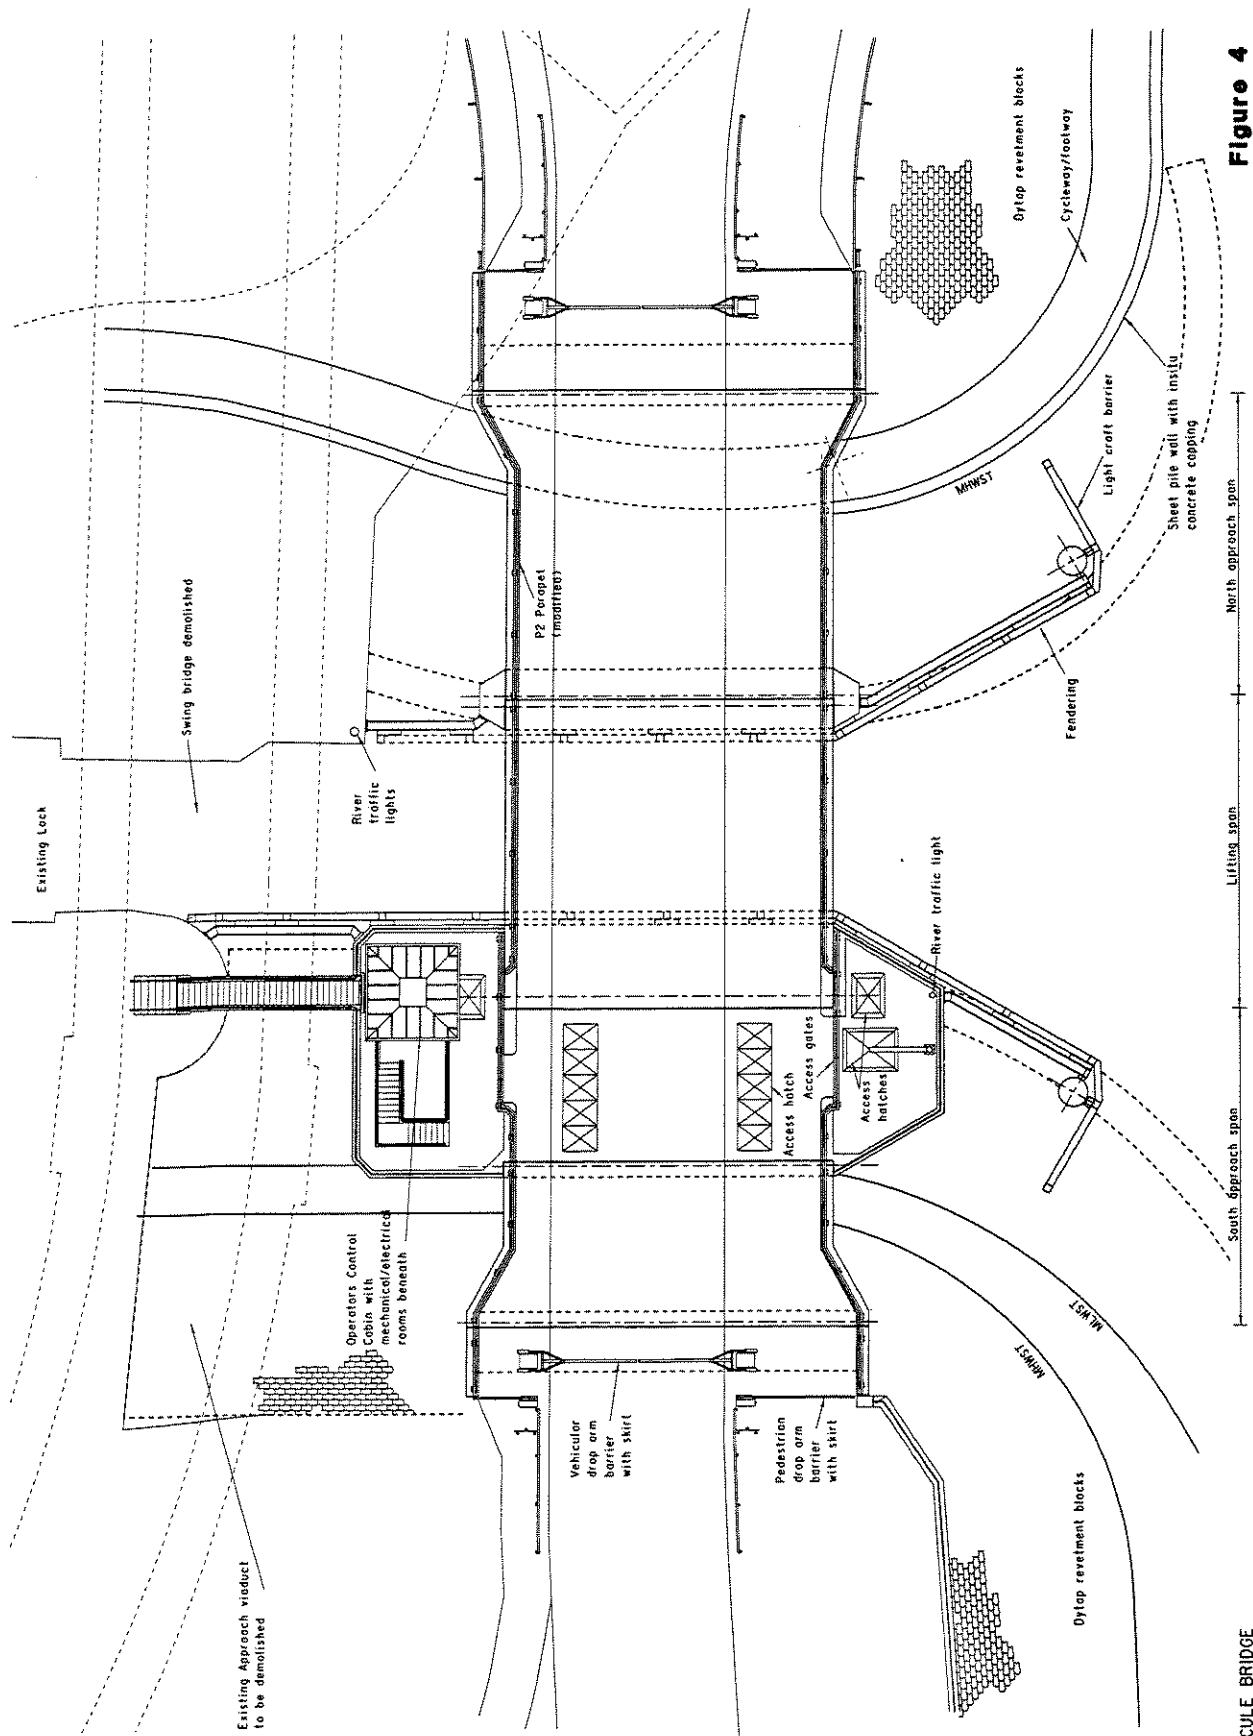 Existing Lock
Swing bridge demolished
River
traffic
lights
P2 Parapet
(modified)
Dytap revetment blocks
Cycleway/footway
Sheet pile wall with insitu
concrete capping
Light craft barrier
MHWST
Fendering
North approach span
Lifting span
South approach span
River traffic light
Access gates
Access
hatches
Access hatch
Operators Control
Cabin with
mechanical/electrical
rooms beneath
Existing Approach viaduct
to be demolished
Vehicular
drop arm
barrier
with skirt
Pedestrian
drop arm
barrier
with skirt
MLWST
MHWST
Dytap revetment blocks
CULE BRIDGE
Figure 4